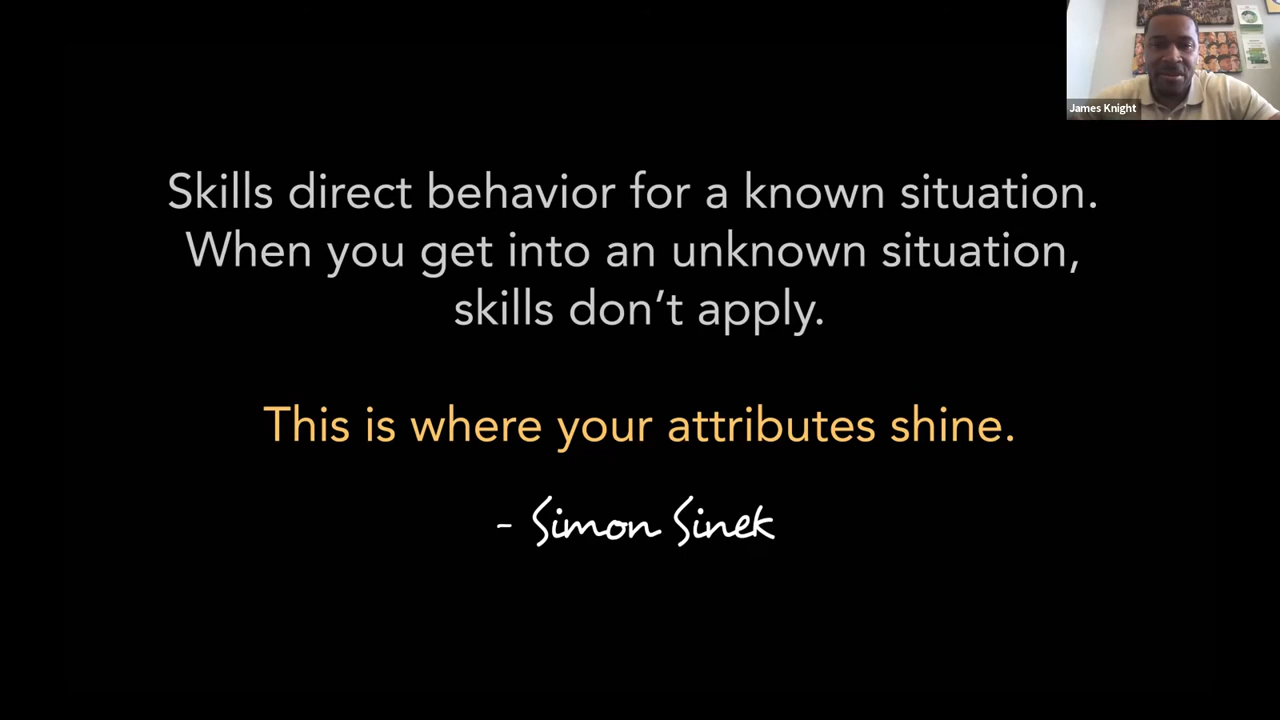 James Knight
Skills direct behavior for a known situation.
When you get into an unknown situation,
skills don’t apply.
This is where your attributes shine.
- Simon Sinek